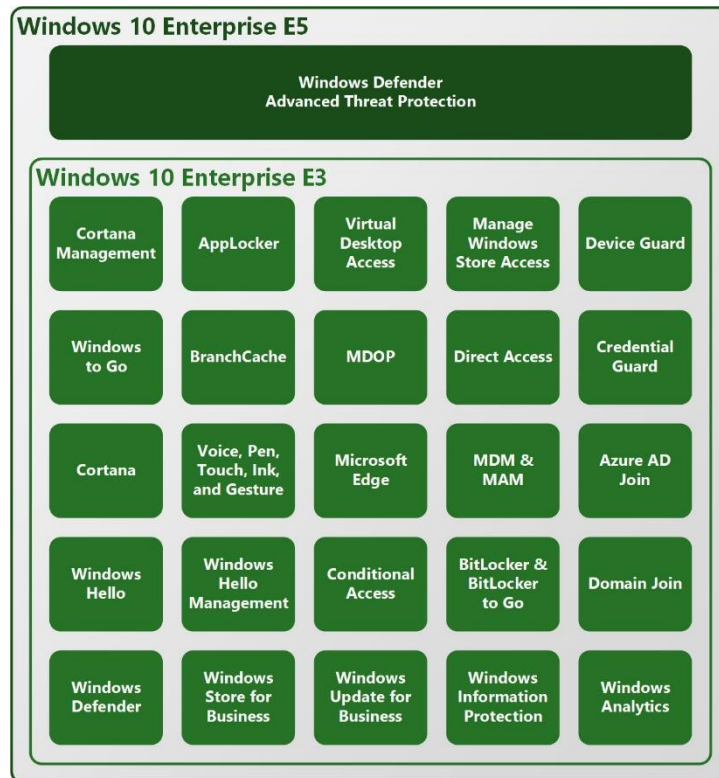 Windows 10 Enterprise E5
Windows Defender
Advanced Threat Protection
Windows 10 Enterprise E3
Cortana
Management
AppLocker
Virtual
Desktop
Access
Manage
Windows
Store Access
Device Guard
Windows
to Go
BranchCache
MDOP
Direct Access
Credential
Guard
Cortana
Voice, Pen,
Touch, Ink,
and Gesture
Microsoft
Edge
MDM &
MAM
Azure AD
Join
Windows
Hello
Windows
Hello
Management
Conditional
Access
BitLocker &
BitLocker
to Go
Domain Join
Windows
Defender
Windows
Store for
Business
Windows
Update for
Business
Windows
Information
Protection
Windows
Analytics